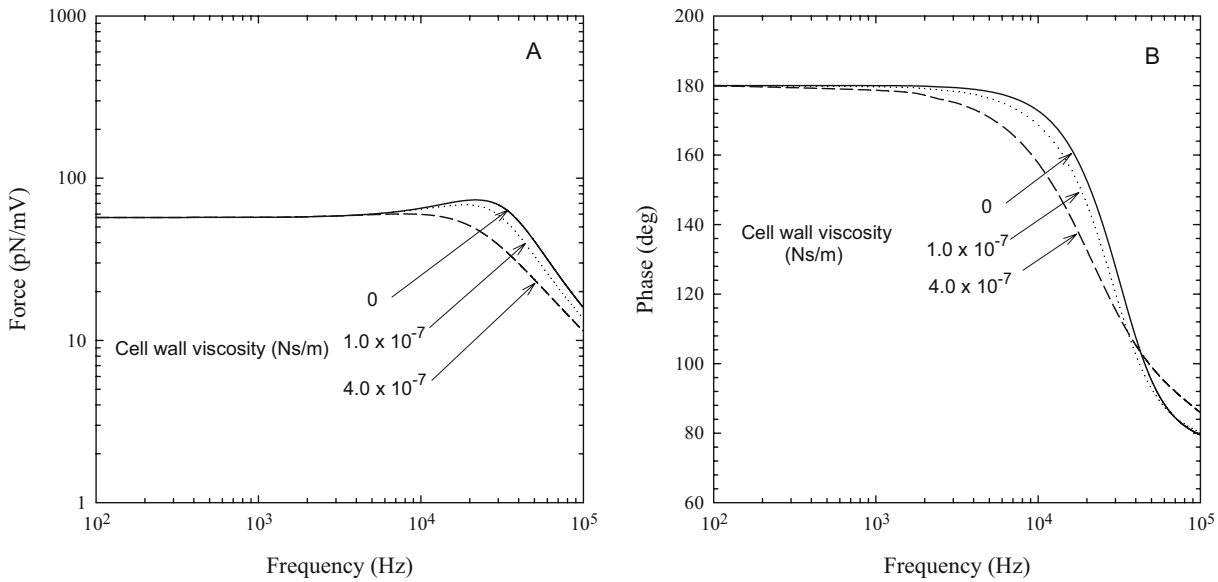 A
1000
100
10
1
Force (pN/mV)
0
1.0 x 10⁻⁷
Cell wall viscosity (Ns/m)
4.0 x 10⁻⁷
10² 10³ 10⁴ 10⁵
Frequency (Hz)
B
200
180
160
140
120
100
80
60
Phase (deg)
0
Cell wall viscosity
(Ns/m)
1.0 x 10⁻⁷
4.0 x 10⁻⁷
10² 10³ 10⁴ 10⁵
Frequency (Hz)